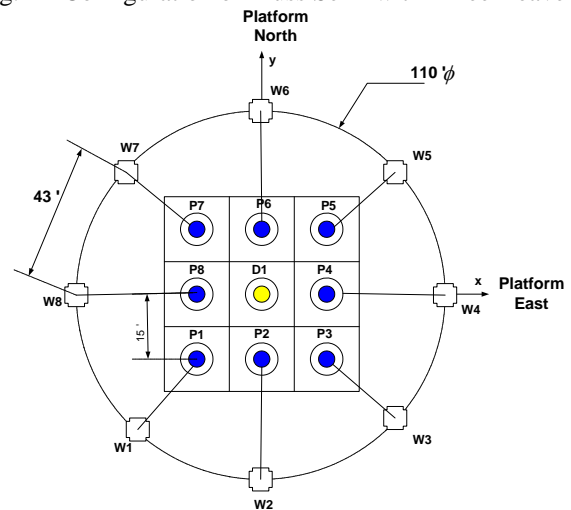 Platform
North
y
W6
110 'ϕ
W7
W5
43 '
P7
P6
P5
P8
D1
P4
x
Platform
East
W8
W4
15 '
P1
P2
P3
W1
W3
W2